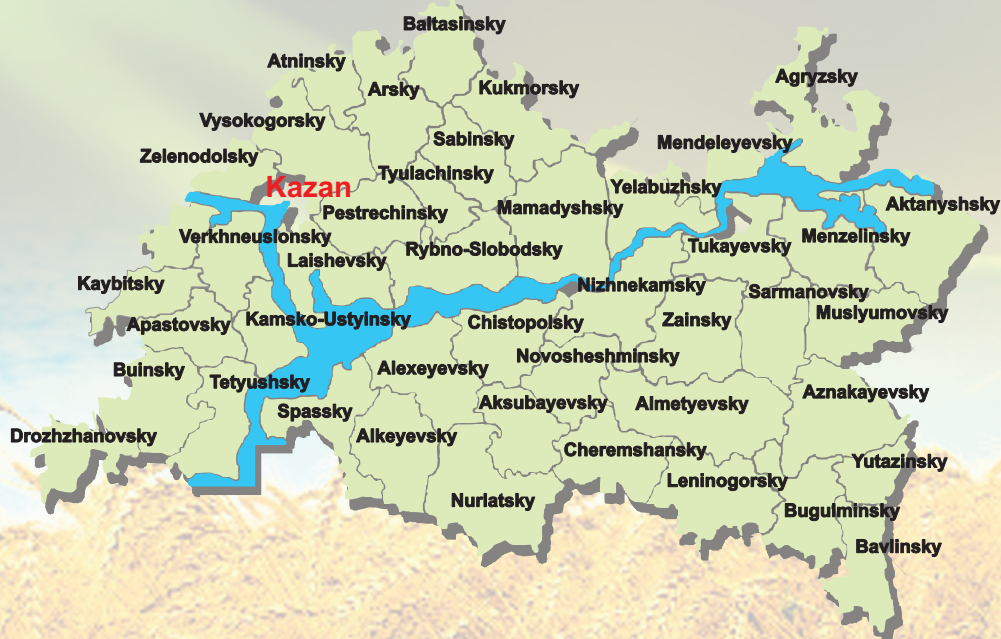 Baltasinsky
Atninsky
Agryzsky
Arsky
Kukmorsky
Vysokogorsky
Sabinsky
Mendeleyevsky
Zelenodolsky
Tyulachinsky
Kazan
Yelabuzhsky
Aktanyshsky
Pestrechinsky
Mamadyshsky
Verkhneuslonsky
Menzelinsky
Rybno-Slobodsky
Tukayevsky
Laishevsky
Kaybitsky
Nizhnekamsky
Sarmanovsky
Muslyumovsky
Kamsko-Ustyinsky
Apastovsky
Chistopolsky
Zainsky
Novosheshminsky
Buinsky
Alexeyevsky
Tetyushsky
Aznakayevsky
Aksubayevsky
Almetyevsky
Spassky
Drozhzhanovsky
Alkeyevsky
Cheremshansky
Yutazinsky
Leninogorsky
Nurlatsky
Bugulminsky
Bavlinsky